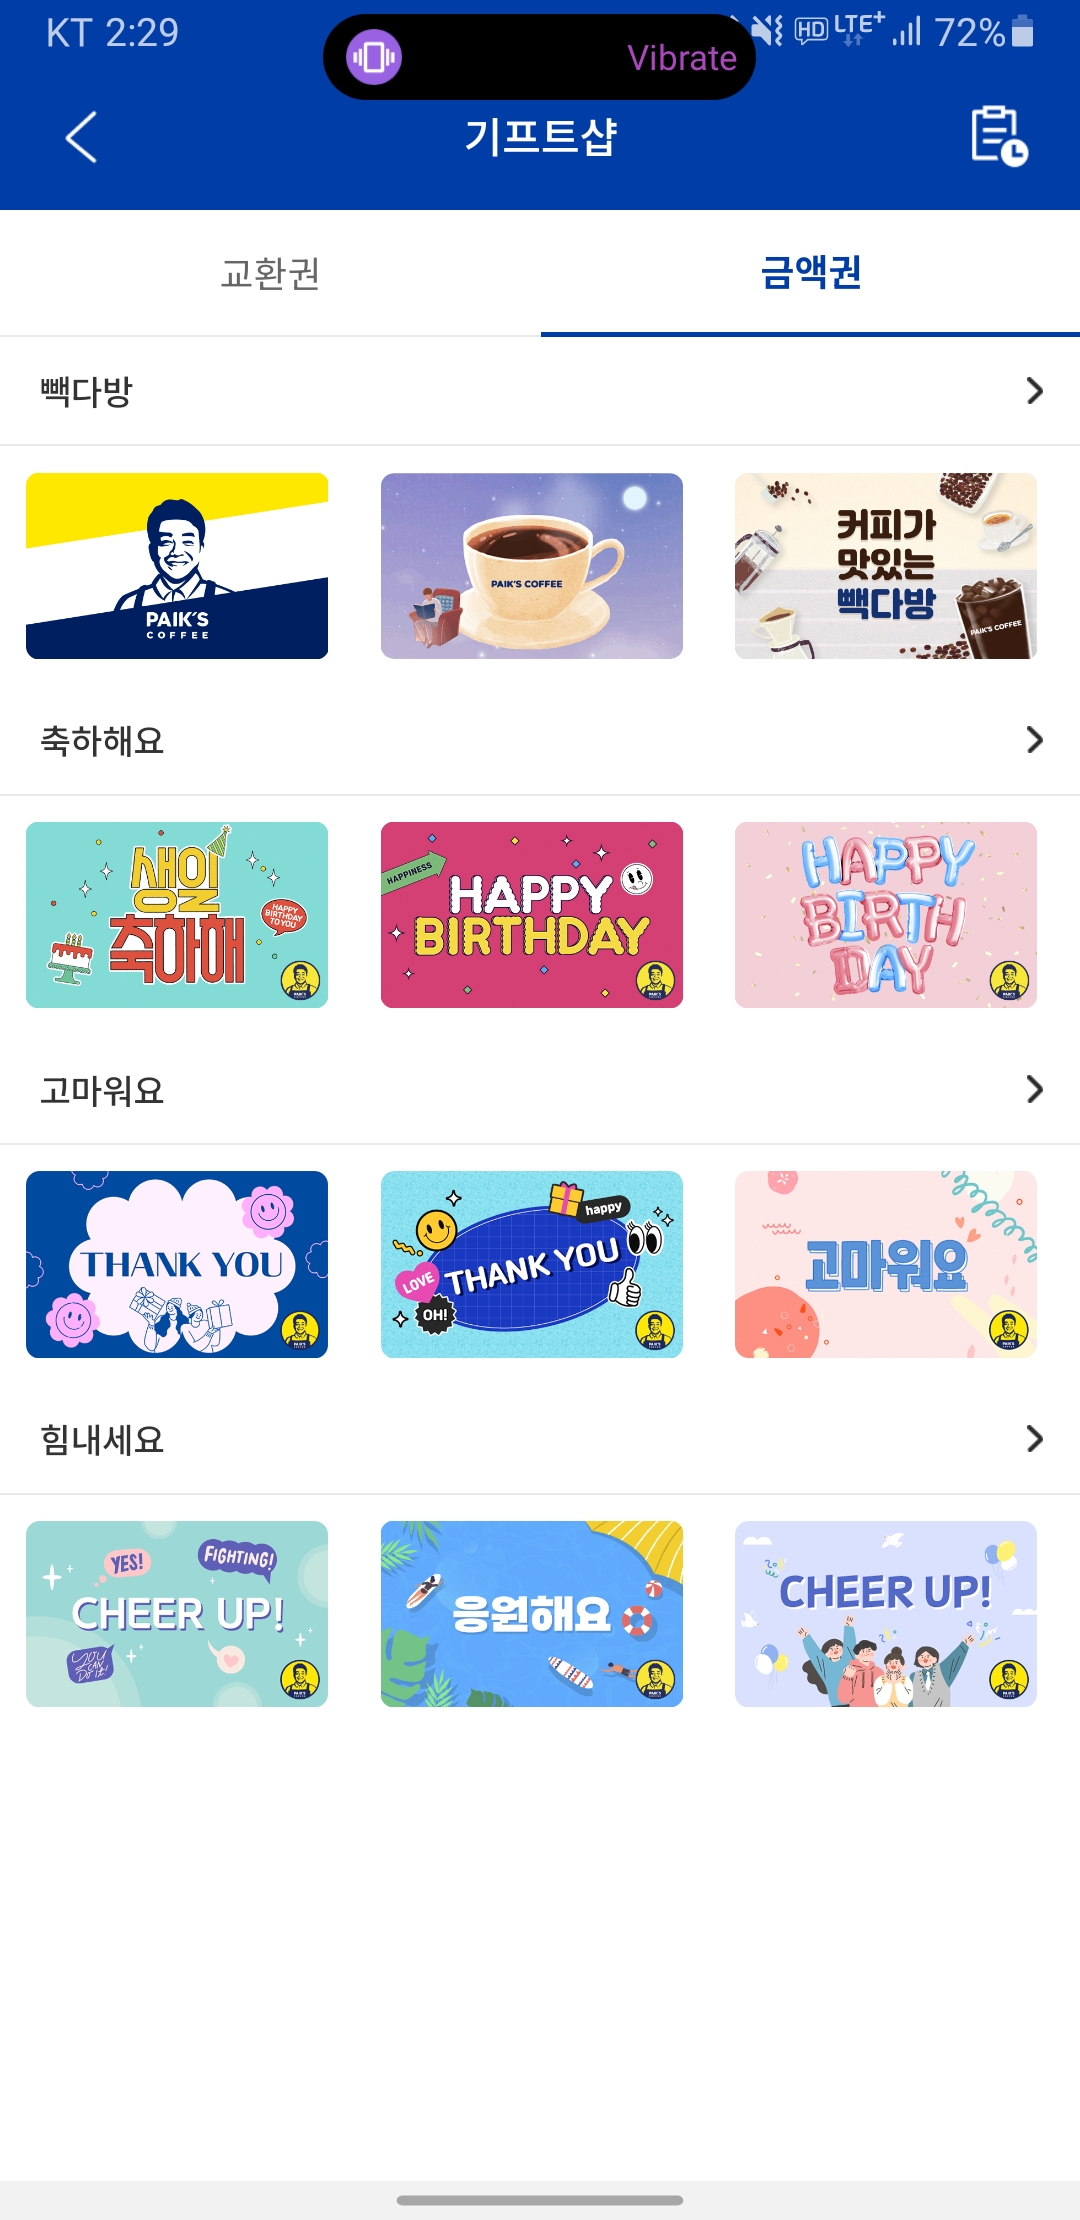 KT 2:29
Vibrate
HD LTE+ 72%
기프트샵
교환권
금액권
빽다방
PAIK'S
COFFEE
PAIK'S COFFEE
커피가
맛있는
빽다방
PAIK'S COFFEE
축하해요
생일
축하해
HAPPY
BIRTHDAY
TO YOU
HAPPINESS
HAPPY
BIRTHDAY
HAPPY
BIRTH
DAY
고마워요
THANK YOU
happy
THANK YOU
LOVE
OH!
고마워요
힘내세요
YES!
FIGHTING!
CHEER UP!
YOU
CAN
DO IT!
응원해요
CHEER UP!